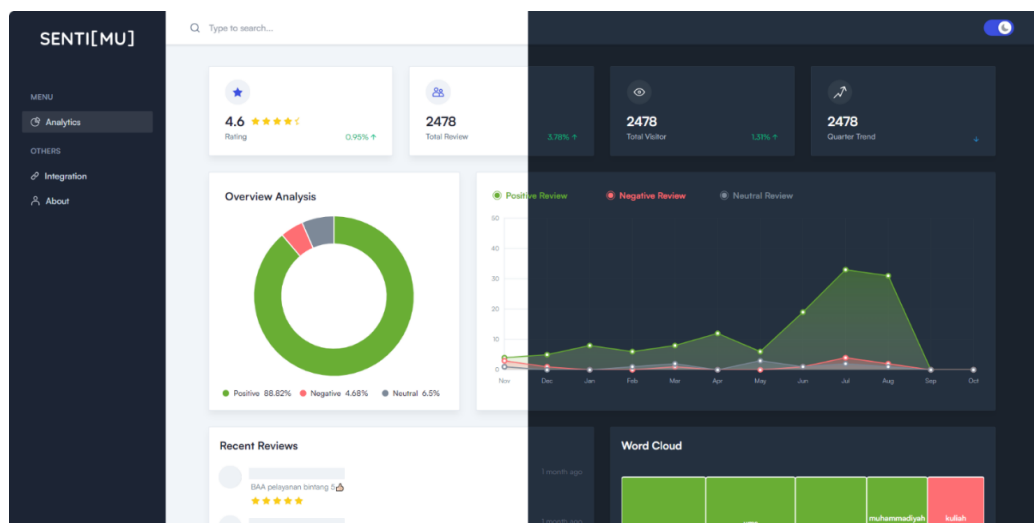 SENTI[MU]
Type to search...
MENU
Analytics
OTHERS
Integration
About
4.6
Rating
0.95%
2478
Total Review
3.78%
2478
Total Visitor
1.31%
2478
Quarter Trend
Overview Analysis
Positive 88.82% Negative 4.68% Neutral 6.5%
Positive Review Negative Review Neutral Review
50
40
30
20
10
0
Nov Dec Jan Feb Mar Apr May Jun Jul Aug Sep Oct
Recent Reviews
1 month ago
BAA pelayanan bintang 5👍
1 month ago
Word Cloud
muhammadiyah
kuliah